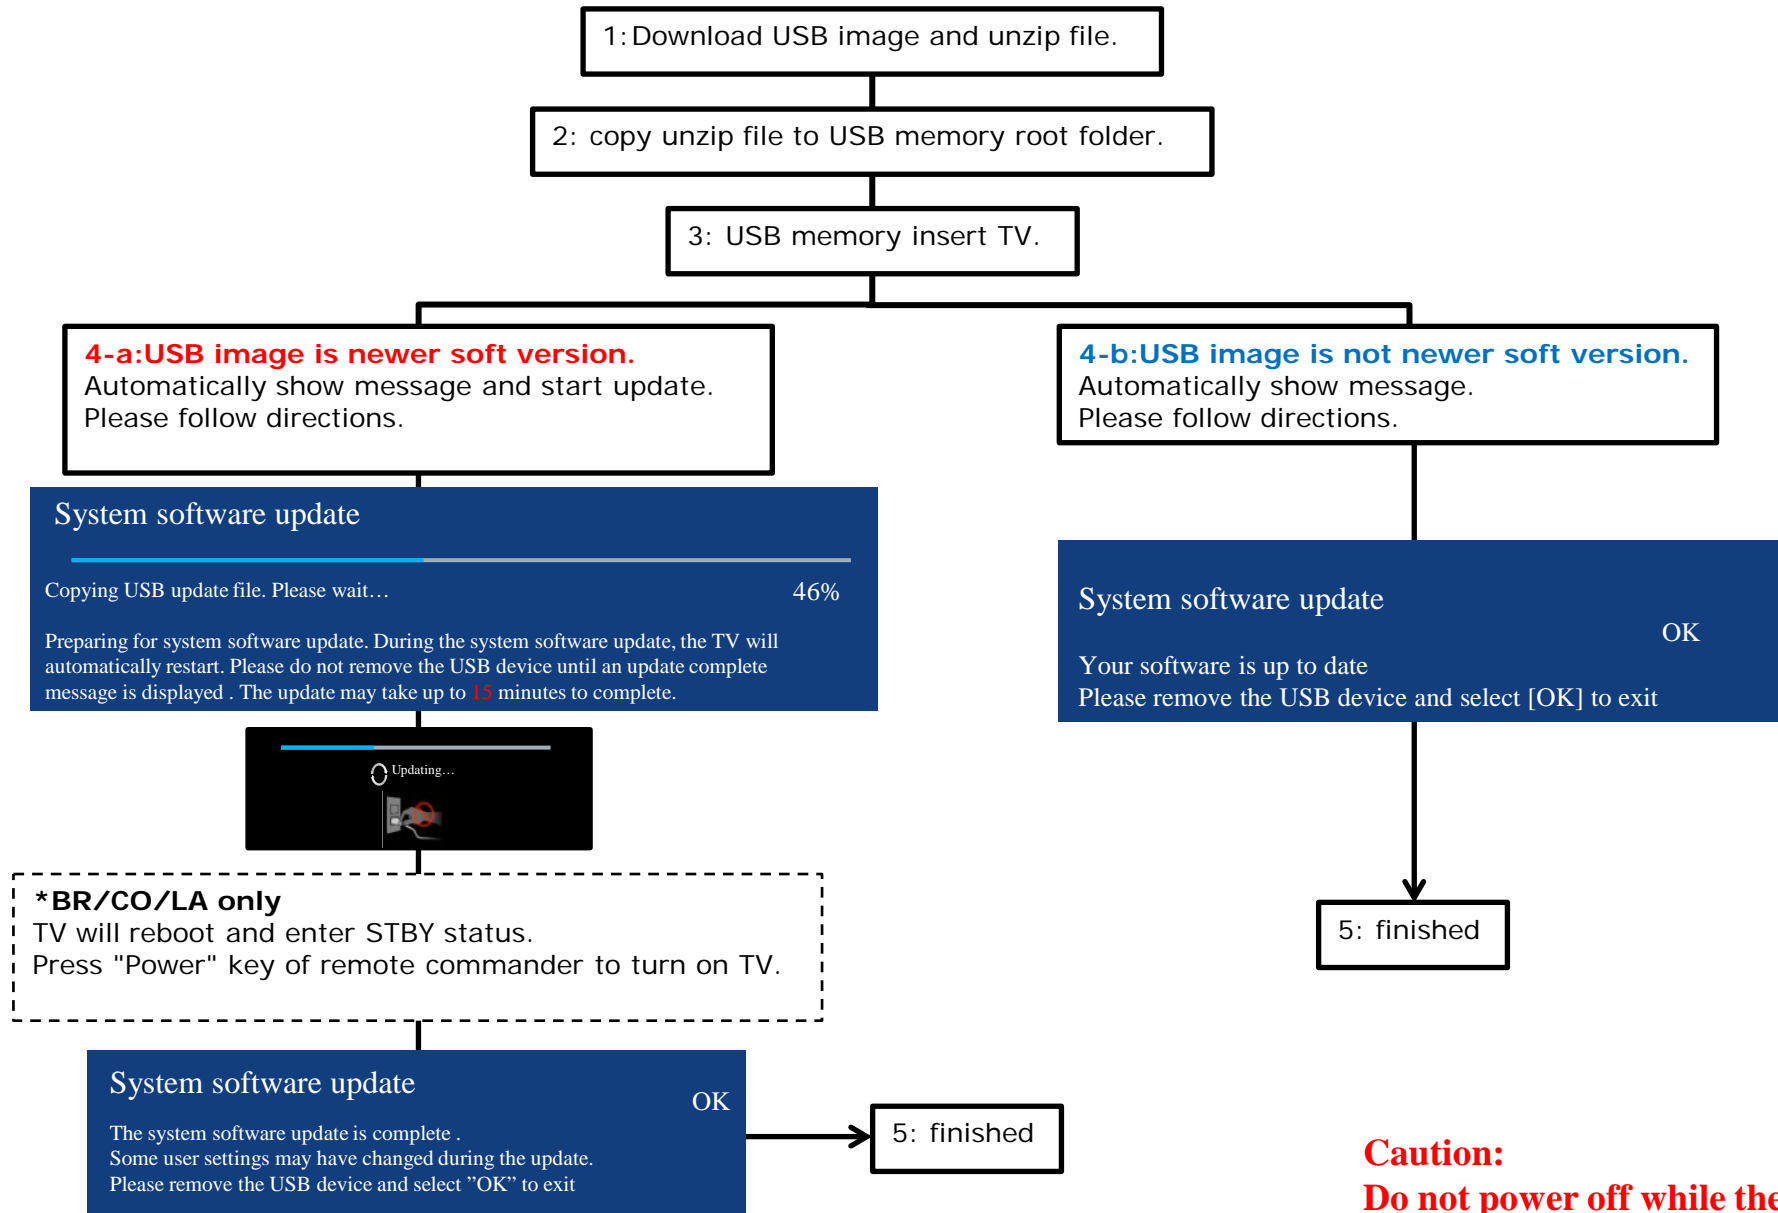 1:Download USB image and unzip file.
2: copy unzip file to USB memory root folder.
3: USB memory insert TV.
4-a:USB image is newer soft version.
Automatically show message and start update.
Please follow directions.
4-b:USB image is not newer soft version.
Automatically show message.
Please follow directions.
System software update
Copying USB update file. Please wait… 46%
Preparing for system software update. During the system software update, the TV will
automatically restart. Please do not remove the USB device until an update complete
message is displayed . The update may take up to 15 minutes to complete.
System software update
OK
Your software is up to date
Please remove the USB device and select [OK] to exit
Updating…
*BR/CO/LA only
TV will reboot and enter STBY status.
Press "Power" key of remote commander to turn on TV.
5: finished
System software update
OK
The system software update is complete .
Some user settings may have changed during the update.
Please remove the USB device and select ”OK” to exit
5: finished
Caution:
Do not power off while the